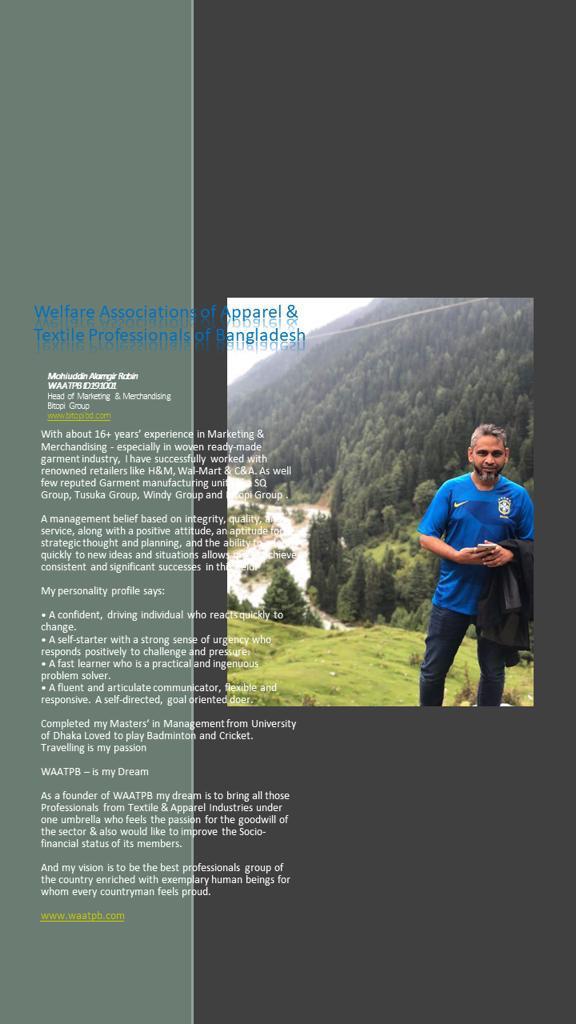 Welfare Associations of Apparel &
Textile Professionals of Bangladesh
Mohiuddin Alamgir Robin
WAATPB ID191001
Head of Marketing & Merchandising
Bitopi Group
www.bitopibd.com
With about 16+ years' experience in Marketing &
Merchandising - especially in woven ready-made
garment industry, I have successfully worked with
renowned retailers like H&M, Wal-Mart & C&A. As well
few reputed Garment manufacturing SQ
Group, Tusuka Group, Windy Group and Bitopi Group .
A management belief based on integrity, quality,
service, along with a positive attitude, an aptitude for
strategic thought and planning, and the ability to
quickly to new ideas and situations allows achieve
consistent and significant successes in this
My personality profile says:
• A confident, driving individual who reacts quickly to
change.
• A self-starter with a strong sense of urgency who
responds positively to challenge and pressure.
• A fast learner who is a practical and ingenuous
problem solver.
• A fluent and articulate communicator, flexible and
responsive. A self-directed, goal oriented doer.
Completed my Masters' in Management from University
of Dhaka Loved to play Badminton and Cricket.
Travelling is my passion
WAATPB – is my Dream
As a founder of WAATPB my dream is to bring all those
Professionals from Textile & Apparel Industries under
one umbrella who feels the passion for the goodwill of
the sector & also would like to improve the Socio-
financial status of its members.
And my vision is to be the best professionals group of
the country enriched with exemplary human beings for
whom every countryman feels proud.
www.waatpb.com